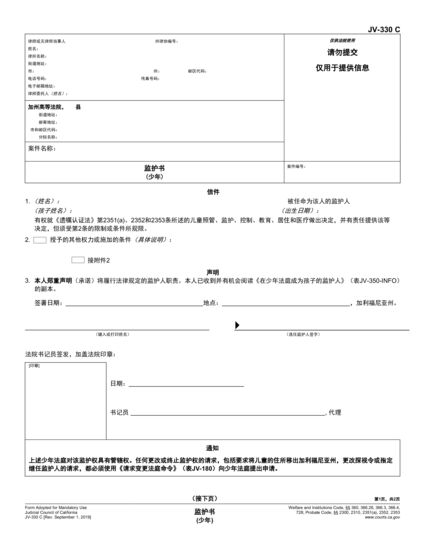 JV-330 C
律师或无律师当事人
州律协编号：
仅供法庭使用
姓名：
律所名称：
请勿提交
街道地址：
仅用于提供信息
市：
州：
邮区代码：
电话号码：
传真号码：
电子邮箱地址：
律师委托人（姓名）：
加州高等法院， 县
街道地址：
邮寄地址：
市和邮区代码：
分院名称：
案件名称：
监护书
（少年）
案件编号：
信件
1.（姓名）：
被任命为该人的监护人
（孩子姓名）：
（出生日期）：
有权就《遗嘱认证法》第2351(a)、2352和2353条所述的儿童照管、监护、控制、教育、居住和医疗做出决定，并有责任提供该等
决定，但须受第2条的限制或条件所规限。
2. 授予的其他权力或施加的条件（具体说明）：
接附件2
声明
3. 本人郑重声明（承诺）将履行法律规定的监护人职责。本人已收到并有机会阅读《在少年法庭成为孩子的监护人》（表JV-350-INFO）
的副本。
签署日期：
地点：
，加利福尼亚州。
（键入或打印姓名）
（选任监护人签字）
法院书记员签发，加盖法院印章：
[印章]
日期：
书记员
，代理
通知
上述少年法庭对该监护权具有管辖权。任何更改或终止监护权的请求，包括要求将儿童的住所移出加利福尼亚州，更改探视令或指定
继任监护人的请求，都必须使用《请求变更法庭命令》（表JV-180）向少年法庭提出申请。
（接下页）
第1页，共2页
Form Adopted for Mandatory Use
Judicial Council of California
JV-330 C [Rev. September 1, 2019]
监护书
(少年)
Welfare and Institutions Code, §§ 360, 366.26, 366.3, 366.4,
728; Probate Code, §§ 2300, 2310, 2351(a), 2352, 2353
www.courts.ca.gov